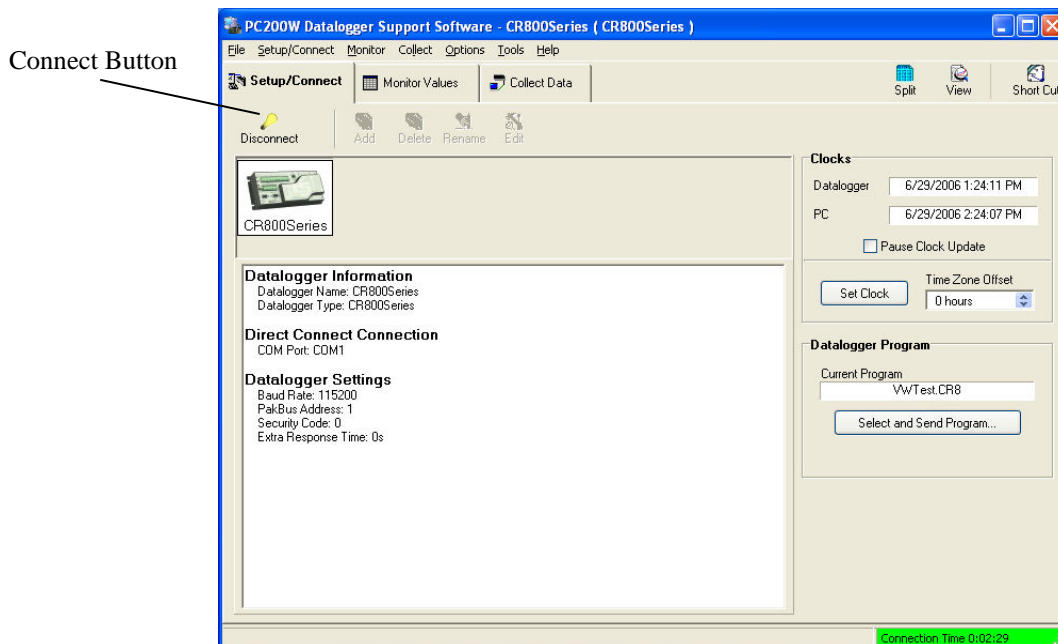 Connect Button
PC200W Datalogger Support Software - CR800Series ( CR800Series )
File Setup/Connect Monitor Collect Options Tools Help
Setup/Connect Monitor Values Collect Data
Split View Short Cut
Disconnect Add Delete Rename Edit
CR800Series
Datalogger Information
Datalogger Name: CR800Series
Datalogger Type: CR800Series
Direct Connect Connection
COM Port: COM1
Datalogger Settings
Baud Rate: 115200
PakBus Address: 1
Security Code: 0
Extra Response Time: 0s
Clocks
Datalogger 6/29/2006 1:24:11 PM
PC 6/29/2006 2:24:07 PM
Pause Clock Update
Time Zone Offset
Set Clock 0 hours
Datalogger Program
Current Program
VWTest.CR8
Select and Send Program...
Connection Time 0:02:29